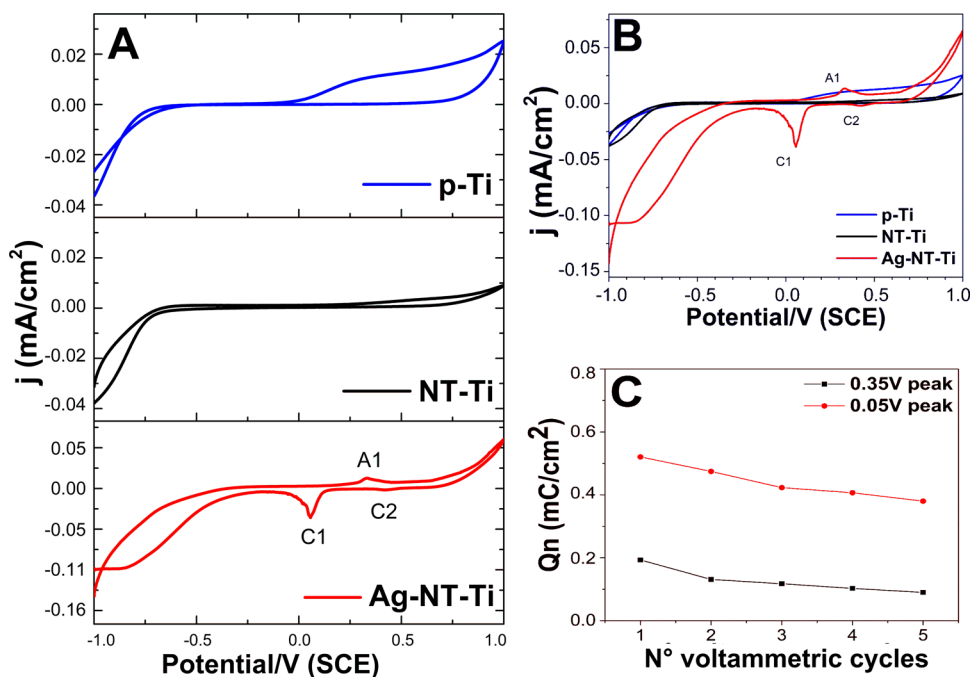 A
0.02
0.00
-0.02
-0.04
p-Ti
0.02
0.00
-0.02
-0.04
NT-Ti
0.05
0.00
-0.05
-0.11
-0.16
A1
C1
C2
Ag-NT-Ti
-1.0
-0.5
0.0
0.5
1.0
j (mA/cm²)
Potential/V (SCE)
B
0.05
0.00
-0.05
-0.10
-0.15
A1
C2
C1
p-Ti
NT-Ti
Ag-NT-Ti
-1.0
-0.5
0.0
0.5
1.0
j (mA/cm²)
Potential/V (SCE)
C
0.35V peak
0.05V peak
0.8
0.6
0.4
0.2
0.0
1
2
3
4
5
Qn (mC/cm²)
N° voltammetric cycles